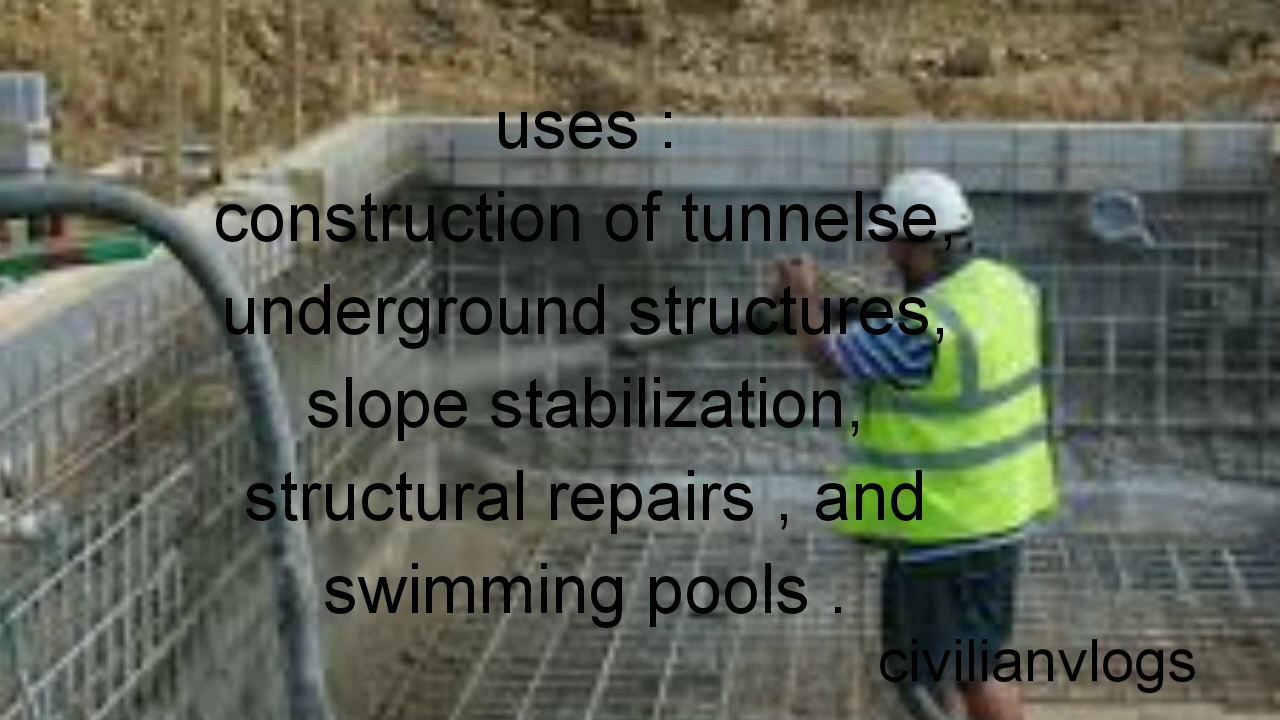 uses :
construction of tunnelse,
underground structures,
slope stabilization,
structural repairs , and
swimming pools .
civilianvlogs